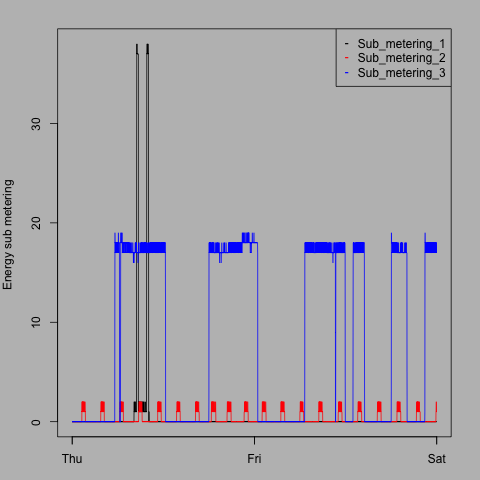 Sub_metering_1
Sub_metering_2
Sub_metering_3
Energy sub metering
30
20
10
0
Thu Fri Sat